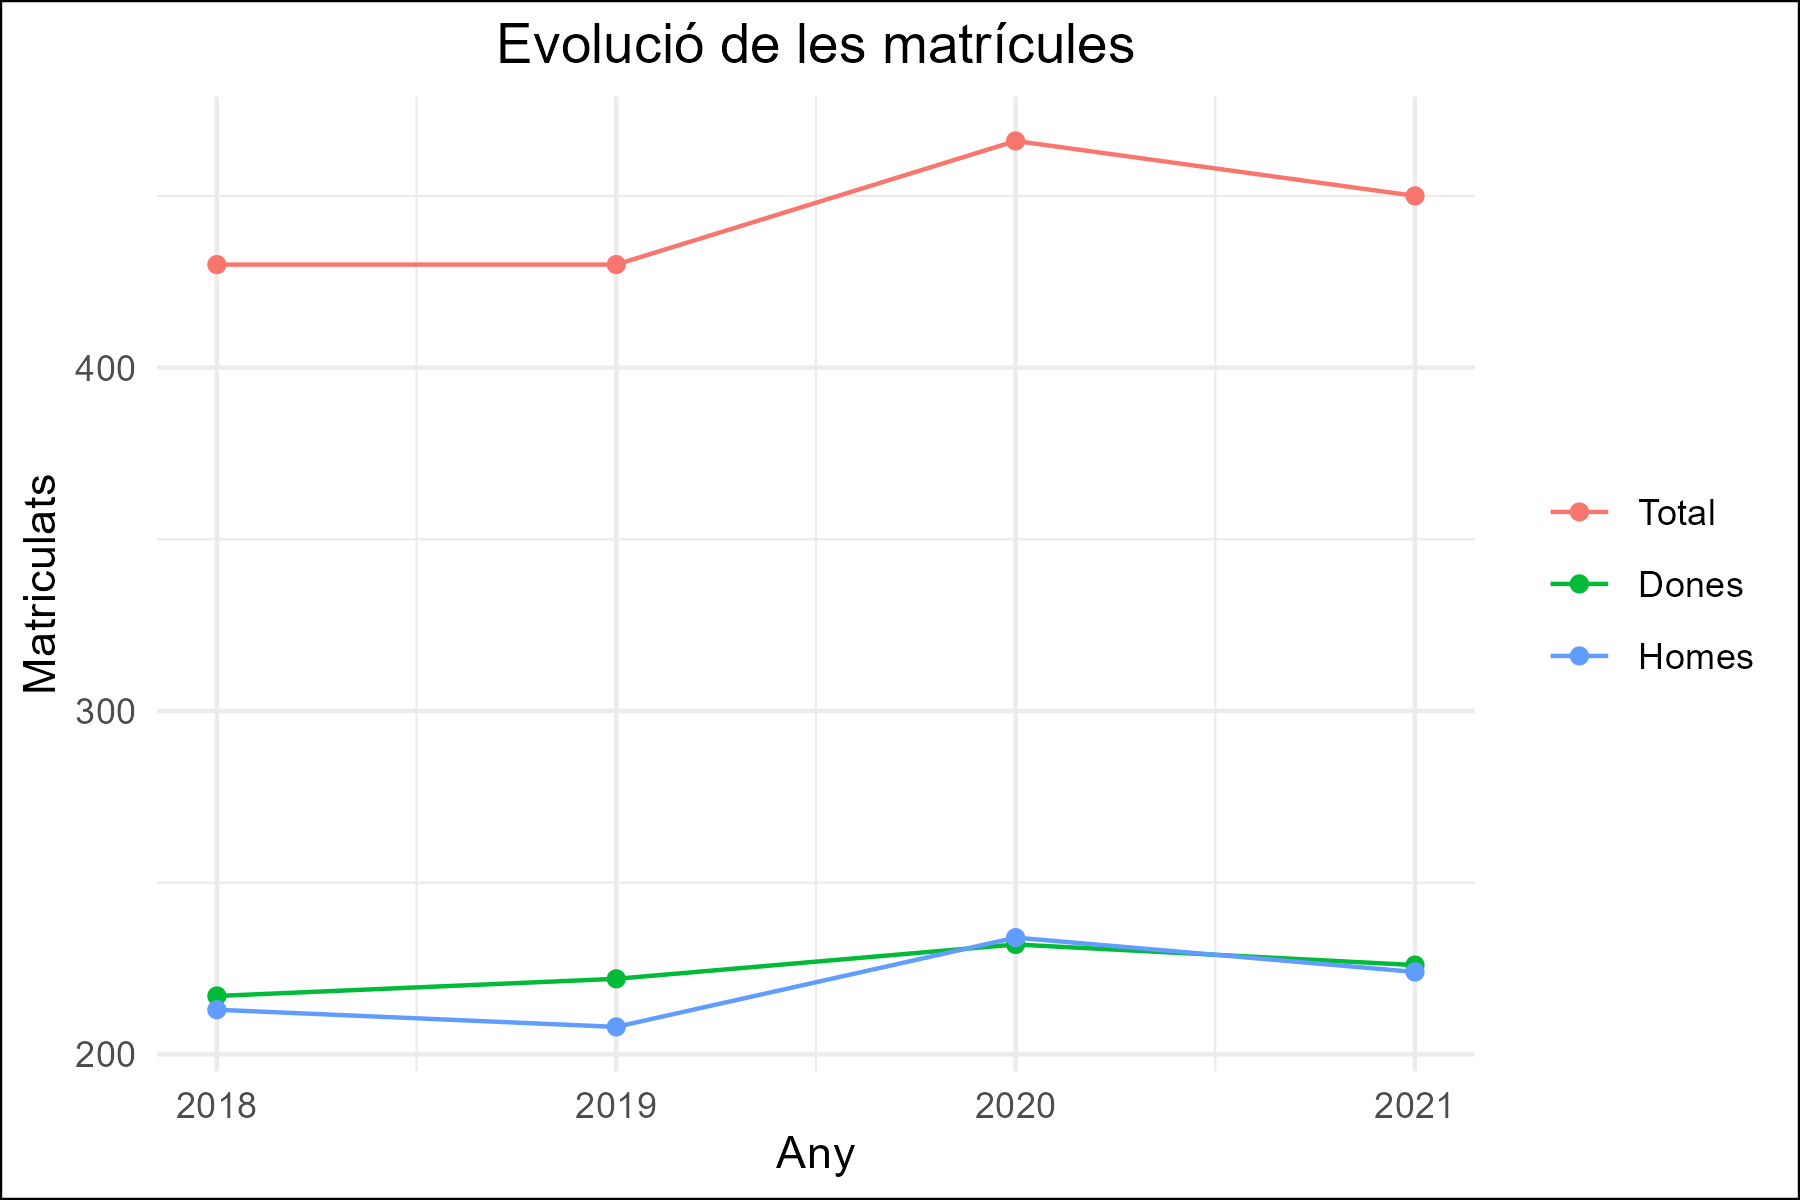 Evolució de les matrícules
Matriculats
400
300
200
2018
2019
2020
2021
Any
Total
Dones
Homes